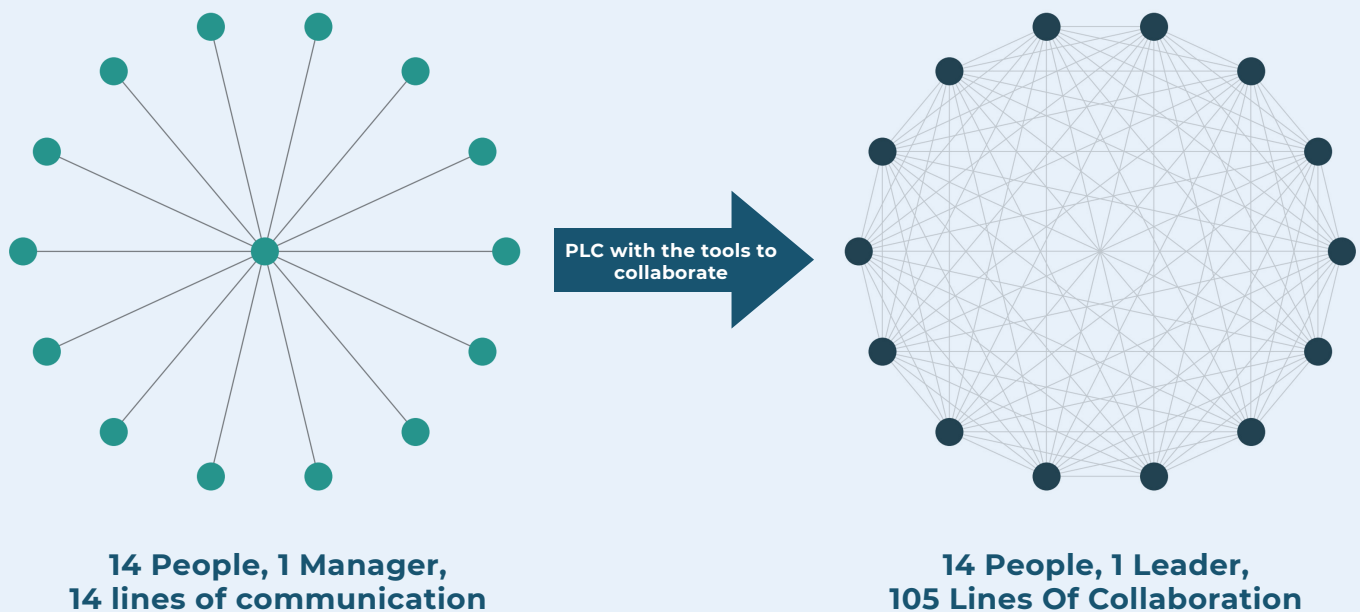 PLC with the tools to
collaborate
14 People, 1 Manager,
14 lines of communication
14 People, 1 Leader,
105 Lines Of Collaboration